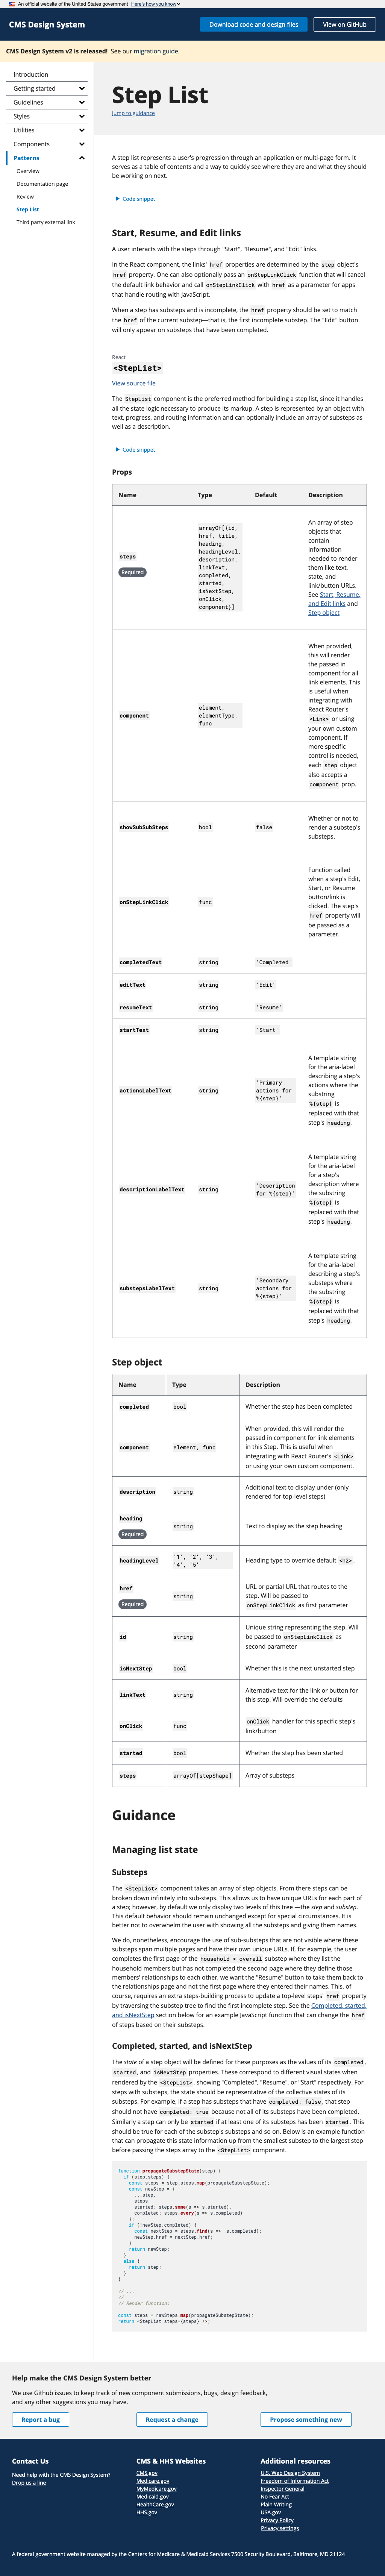 An official website of the United States government Here's how you know
CMS Design System
Download code and design files
View on GitHub
CMS Design System v2 is released! See our migration guide.
Introduction
Getting started
Guidelines
Styles
Utilities
Components
Patterns
Overview
Documentation page
Review
Step List
Third party external link
Step List
Jump to guidance
A step list represents a user's progression through an application or multi-page form. It
serves as a table of contents and a way to quickly see where they are and what they should
be working on next.
Code snippet
Start, Resume, and Edit links
A user interacts with the steps through "Start", "Resume", and "Edit" links.
In the React component, the links' href properties are determined by the step object's
href property. One can also optionally pass an onStepLinkClick function that will cancel
the default link behavior and call onStepLinkClick with href as a parameter for apps
that handle routing with JavaScript.
When a step has substeps and is incomplete, the href property should be set to match
the href of the current substep—that is, the first incomplete substep. The "Edit" button
will only appear on substeps that have been completed.
React
<StepList>
View source file
The StepList component is the preferred method for building a step list, since it handles
all the state logic necessary to produce its markup. A step is represented by an object with
text, progress, and position information and can optionally include a collection of steps as
well as a description.
Code snippet
Props
Name Type Default Description
steps
Required
arrayOf[{id,
href, title,
heading,
headingLevel,
description,
linkText,
completed,
started,
isNextStep,
onClick,
component}]
An array of step
objects that
contain
information
needed to render
them like text,
state, and
link/button URLs.
See Start, Resume,
and Edit links and
Step object
component
element,
elementType,
func
When provided,
this will render
the passed in
component for all
link elements. This
is useful when
integrating with
React Router's
<Link> or using
your own custom
component. If
more specific
control is needed,
each step object
also accepts a
component prop.
showSubSubSteps bool false
Whether or not to
render a substep's
substeps.
onStepLinkClick func
Function called
when a step's Edit,
Start, or Resume
button/link is
clicked. The step's
href property will
be passed as a
parameter.
completedText string 'Completed'
editText string 'Edit'
resumeText string 'Resume'
startText string 'Start'
actionsLabelText string
'Primary
actions for
%{step}'
A template string
for the aria-label
describing a step's
actions where the
substring
%{step} is
replaced with that
step's heading.
descriptionLabelText string
'Description
for %{step}'
A template string
for the aria-label
for a step's
description where
the substring
%{step} is
replaced with that
step's heading.
substepsLabelText string
'Secondary
actions for
%{step}'
A template string
for the aria-label
describing a step's
substeps where
the substring
%{step} is
replaced with that
step's heading.
Step object
Name Type Description
completed bool Whether the step has been completed
component element, func
When provided, this will render the
passed in component for link elements
in this Step. This is useful when
integrating with React Router's <Link>
or using your own custom component.
description string
Additional text to display under (only
rendered for top-level steps)
heading
Required
string Text to display as the step heading
headingLevel
'1', '2', '3',
'4', '5'
Heading type to override default <h2>.
href
Required
string
URL or partial URL that routes to the
step. Will be passed to
onStepLinkClick as first parameter
id string
Unique string representing the step. Will
be passed to onStepLinkClick as
second parameter
isNextStep bool Whether this is the next unstarted step
linkText string
Alternative text for the link or button for
this step. Will override the defaults
onClick func
onClick handler for this specific step's
link/button
started bool Whether the step has been started
steps arrayOf[stepShape] Array of substeps
Guidance
Managing list state
Substeps
The <StepList> component takes an array of step objects. From there steps can be
broken down infinitely into sub-steps. This allows us to have unique URLs for each part of a
step; however, by default we only display two levels of this tree —the step and substep.
This default behavior should remain unchanged except for special circumstances. It is
better not to overwhelm the user with showing all the substeps and giving them names.
We do, nonetheless, encourage the use of sub-substeps that are not visible where these
substeps span multiple pages and have their own unique URLs. If, for example, the user
completes the first page of the household > overall substep where they list the
household members but has not completed the second page where they define those
members' relationships to each other, we want the "Resume" button to take them back to
the relationships page and not the first page where they entered their names. This, of
course, requires an extra steps-building process to update a top-level steps' href property
by traversing the substep tree to find the first incomplete step. See the Completed, started,
and isNextStep section below for an example JavaScript function that can change the href
of steps based on their substeps.
Completed, started, and isNextStep
The state of a step object will be defined for these purposes as the values of its completed,
started, and isNextStep properties. These correspond to different visual states when
rendered by the <StepList>, showing "Completed", "Resume", or "Start" respectively. For
steps with substeps, the state should be representative of the collective states of its
substeps. For example, if a step has substeps that have completed: false, that step
should not have completed: true because not all of its substeps have been completed.
Similarly a step can only be started if at least one of its substeps has been started. This
should be true for each of the step's substeps and so on. Below is an example function
that can propagate this state information up from the smallest substep to the largest step
before passing the steps array to the <StepList> component.
function propagateSubstepState(step) {
if (step.steps) {
const steps = step.steps.map(propagateSubstepState);
const newStep = {
...step,
steps,
started: steps.some(s => s.started),
completed: steps.every(s => s.completed)
};
if (!newStep.completed) {
const nextStep = steps.find(s => !s.completed);
newStep.href = nextStep.href;
}
return newStep;
}
else {
return step;
}
}
// ...
//
// Render function:
const steps = rawSteps.map(propagateSubstepState);
return <StepList steps={steps} />;
Help make the CMS Design System better
We use Github issues to keep track of new component submissions, bugs, design feedback,
and any other suggestions you may have.
Report a bug
Request a change
Propose something new
Contact Us
Need help with the CMS Design System?
Drop us a line
CMS & HHS Websites
CMS.gov
Medicare.gov
MyMedicare.gov
Medicaid.gov
HealthCare.gov
HHS.gov
Additional resources
U.S. Web Design System
Freedom of Information Act
Inspector General
No Fear Act
Plain Writing
USA.gov
Privacy Policy
Privacy settings
A federal government website managed by the Centers for Medicare & Medicaid Services 7500 Security Boulevard, Baltimore, MD 21124